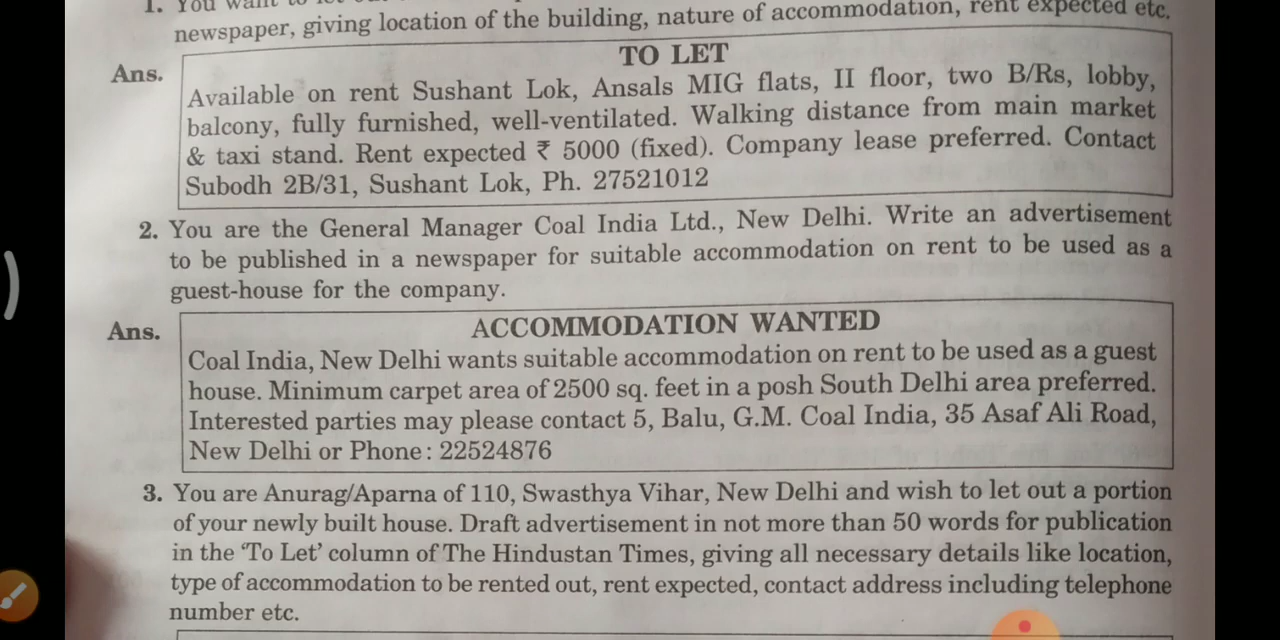 1. You want to let out
newspaper, giving location of the building, nature of accommodation, rent expected etc.
TO LET
Ans.
Available on rent Sushant Lok, Ansals MIG flats, II floor, two B/Rs, lobby,
balcony, fully furnished, well-ventilated. Walking distance from main market
& taxi stand. Rent expected ₹ 5000 (fixed). Company lease preferred. Contact
Subodh 2B/31, Sushant Lok, Ph. 27521012
2. You are the General Manager Coal India Ltd., New Delhi. Write an advertisement
to be published in a newspaper for suitable accommodation on rent to be used as a
guest-house for the company.
Ans.
ACCOMMODATION WANTED
Coal India, New Delhi wants suitable accommodation on rent to be used as a guest
house. Minimum carpet area of 2500 sq. feet in a posh South Delhi area preferred.
Interested parties may please contact 5, Balu, G.M. Coal India, 35 Asaf Ali Road,
New Delhi or Phone : 22524876
3. You are Anurag/Aparna of 110, Swasthya Vihar, New Delhi and wish to let out a portion
of your newly built house. Draft advertisement in not more than 50 words for publication
in the 'To Let' column of The Hindustan Times, giving all necessary details like location,
type of accommodation to be rented out, rent expected, contact address including telephone
number etc.